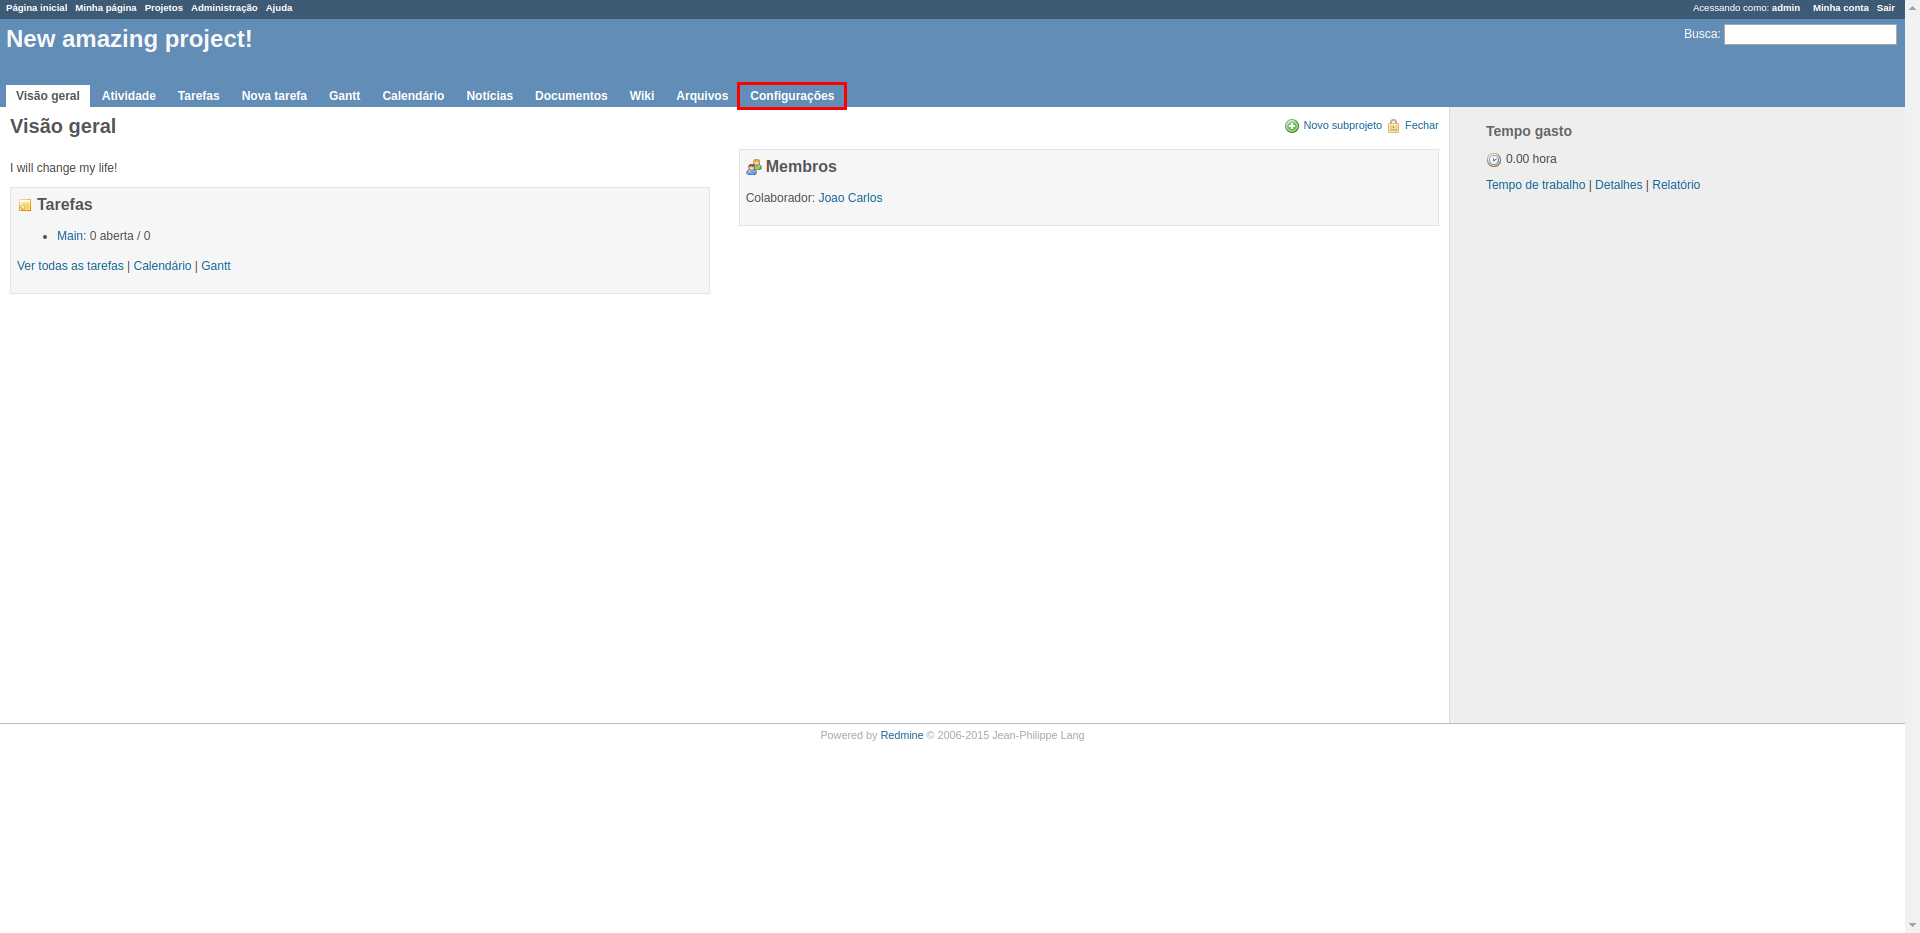 Página inicial Minha página Projetos Administração Ajuda
Acessando como: admin Minha conta Sair
New amazing project!
Busca:
Visão geral Atividade Tarefas Nova tarefa Gantt Calendário Notícias Documentos Wiki Arquivos Configurações
Visão geral
Novo subprojeto Fechar
I will change my life!
Tarefas
Main: 0 aberta / 0
Ver todas as tarefas | Calendário | Gantt
Membros
Colaborador: Joao Carlos
Tempo gasto
0.00 hora
Tempo de trabalho | Detalhes | Relatório
Powered by Redmine © 2006-2015 Jean-Philippe Lang